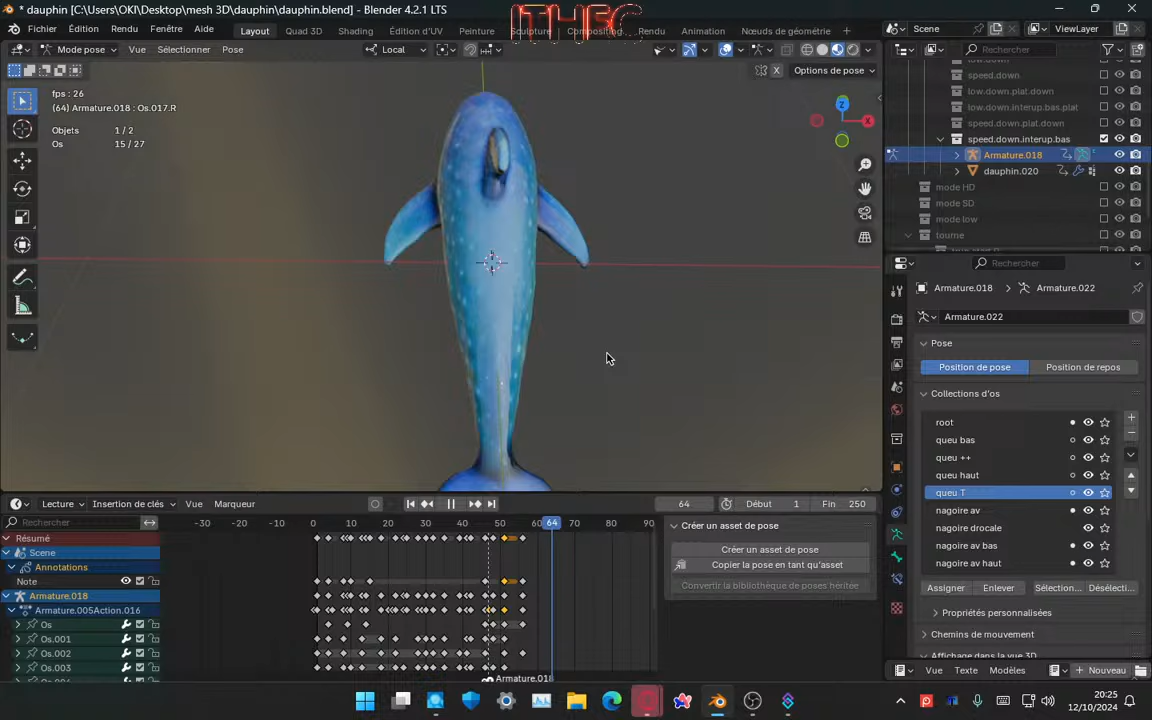 * dauphin [C:\Users\OKI\Desktop\mesh 3D\dauphin\dauphin.blend] - Blender 4.2.1 LTS
Fichier Édition Rendu Fenêtre Aide Layout Quad 3D Shading Édition d'UV Peinture Rendu Animation Nœuds de géométrie
Scene ViewLayer
Mode pose Vue Sélectionner Pose Local
Rechercher
X Options de pose
fps : 26
(64) Armature.018 : Os.017.R
Objets 1 / 2
Os 15 / 27
Z
X
speed.down
low.down.plat.down
low.down.interup.bas.plat
speed.down.plat.down
speed.down.interup.bas
Armature.018
dauphin.020
mode HD
mode SD
mode low
tourne
Rechercher
Armature.018 Armature.022
Armature.022
Pose
Position de pose Position de repos
Collections d'os
root
queu bas
queu ++
queu haut
queu T
nagoire av
nagoire drocale
nagoire av bas
nagoire av haut
Assigner Enlever Sélection... Désélecti...
Propriétés personnalisées
Chemins de mouvement
Affichage dans la vue 3D
Vue Texte Modèles Nouveau
Lecture Insertion de clés Vue Marqueur
64 Début 1 Fin 250
Rechercher
-30 -20 -10 0 10 20 30 40 50 64 70 80 90
Résumé
Scene
Annotations
Note
Armature.018
Armature.005Action.016
Os
Os.001
Os.002
Os.003
Armature.018
Créer un asset de pose
Créer un asset de pose
Copier la pose en tant qu'asset
Convertir la bibliothèque de poses héritée
20:25
12/10/2024